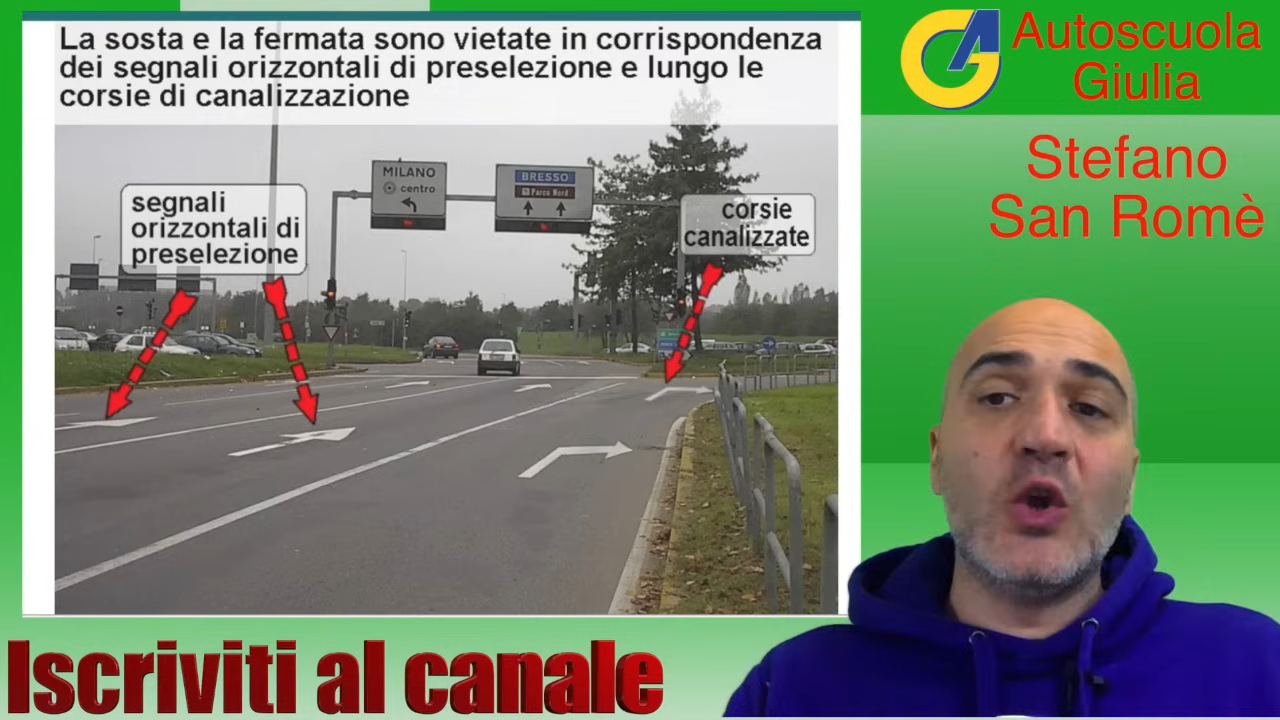 La sosta e la fermata sono vietate in corrispondenza
dei segnali orizzontali di preselezione e lungo le
corsie di canalizzazione
Autoscuola
Giulia
Stefano
San Romè
MILANO
centro
BRESSO
Parco Nord
segnali
orizzontali di
preselezione
corsie
canalizzate
Iscriviti al canale